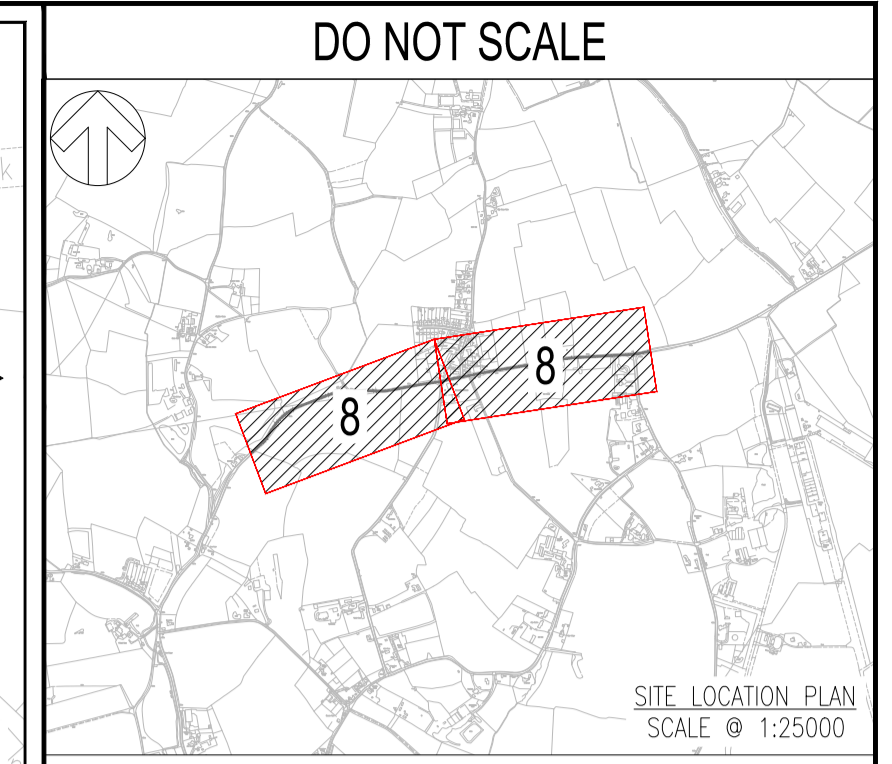 DO NOT SCALE
k
8
8
SITE LOCATION PLAN
SCALE @ 1:25000